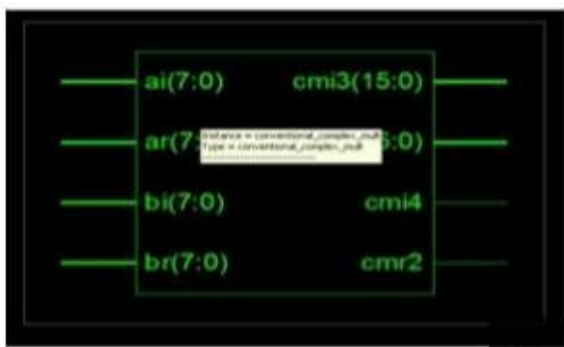 ai(7:0) cmi3(15:0)
ar(7: 5:0)
Instance = conventional_complex_mult
Type = conventional_complex_mult
bi(7:0) cmi4
br(7:0) cmr2